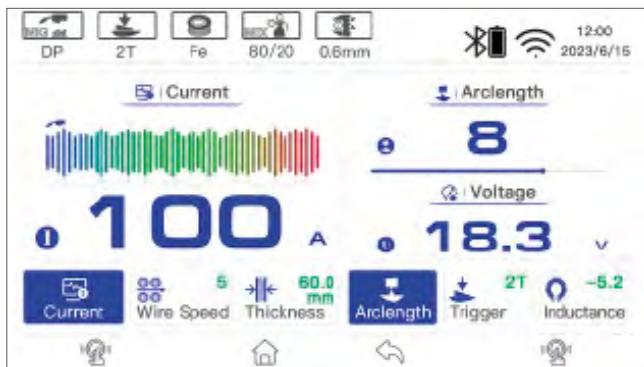 MIG
MIX
DP 2T Fe 80/20 0.6mm
12:00
2023/6/15
Current
Arclength
8
Voltage
100 A
18.3 V
5 60.0 mm 2T -5.2
Current Wire Speed Thickness Arclength Trigger Inductance